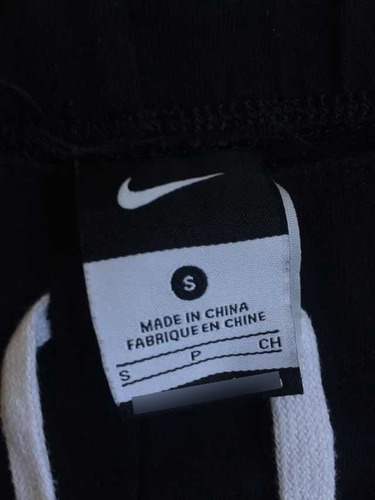 S
MADE IN CHINA
FABRIQUE EN CHINE
S P CH